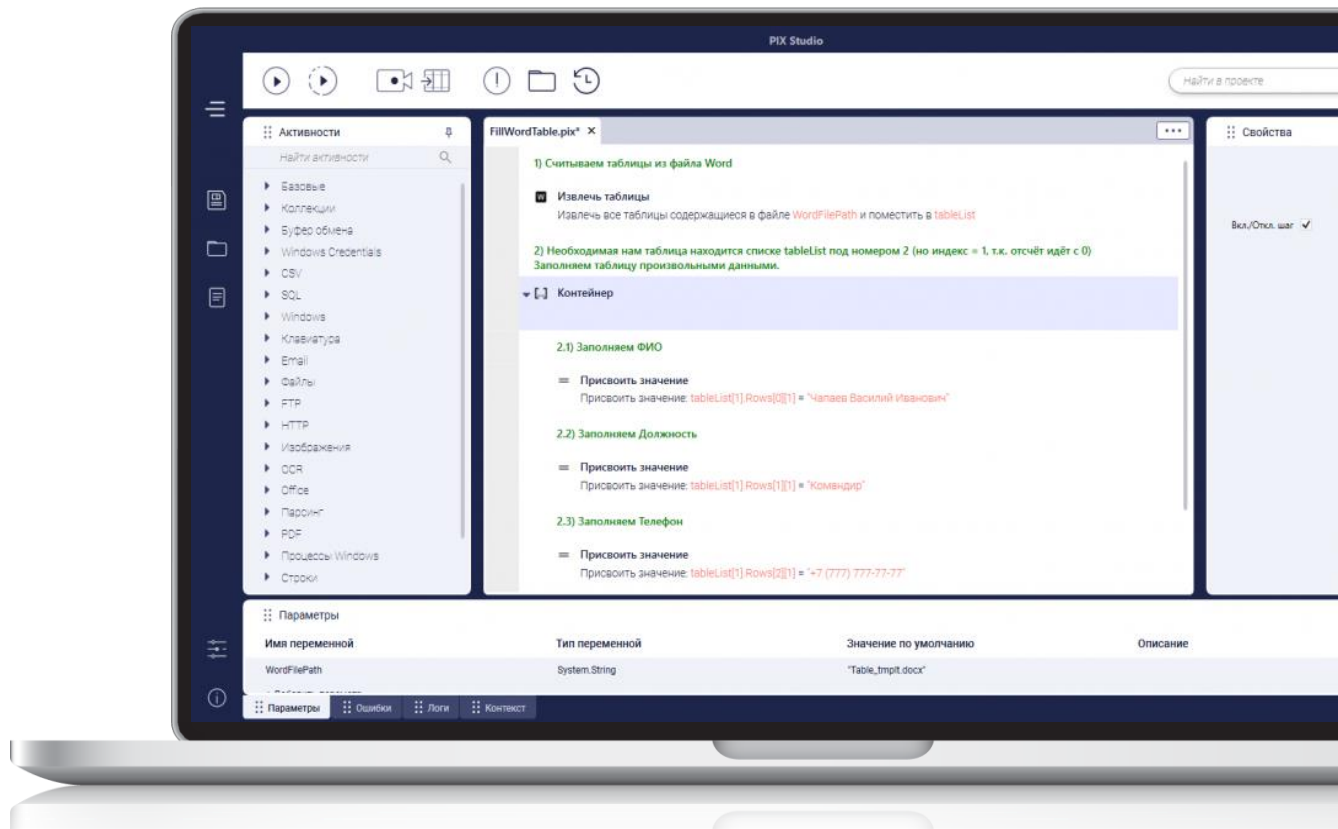 PIX Studio
Найти в проекте
Активности
Найти активности
Базовые
Коллекции
Буфер обмена
Windows Credentials
CSV
SQL
Windows
Клавиатура
Email
Файлы
FTP
HTTP
Изображения
OCR
Office
Парсинг
PDF
Процессы Windows
Строки
FillWordTable.pix*
1) Считываем таблицы из файла Word
Извлечь таблицы
Извлечь все таблицы содержащиеся в файле WordFilePath и поместить в tableList
2) Необходимая нам таблица находится списке tableList под номером 2 (но индекс = 1, т.к. отсчёт идёт с 0)
Заполняем таблицу произвольными данными.
Контейнер
2.1) Заполняем ФИО
Присвоить значение
Присвоить значение: tableList[1].Rows[0][1] = "Чапаев Василий Иванович"
2.2) Заполняем Должность
Присвоить значение
Присвоить значение: tableList[1].Rows[1][1] = "Командир"
2.3) Заполняем Телефон
Присвоить значение
Присвоить значение: tableList[1].Rows[2][1] = "+7 (777) 777-77-77"
Свойства
Вкл./Откл. шаг
Параметры
Имя переменной Тип переменной Значение по умолчанию Описание
WordFilePath System.String "Table_tmplt.docx"
Параметры Ошибки Логи Контекст